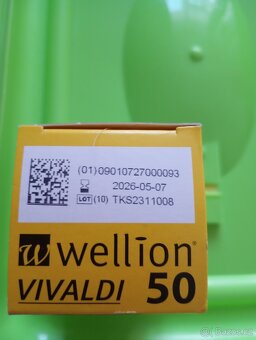 (01)09010727000093
2026-05-07
LOT (10) TKS2311008
wellion®
VIVALDI 50